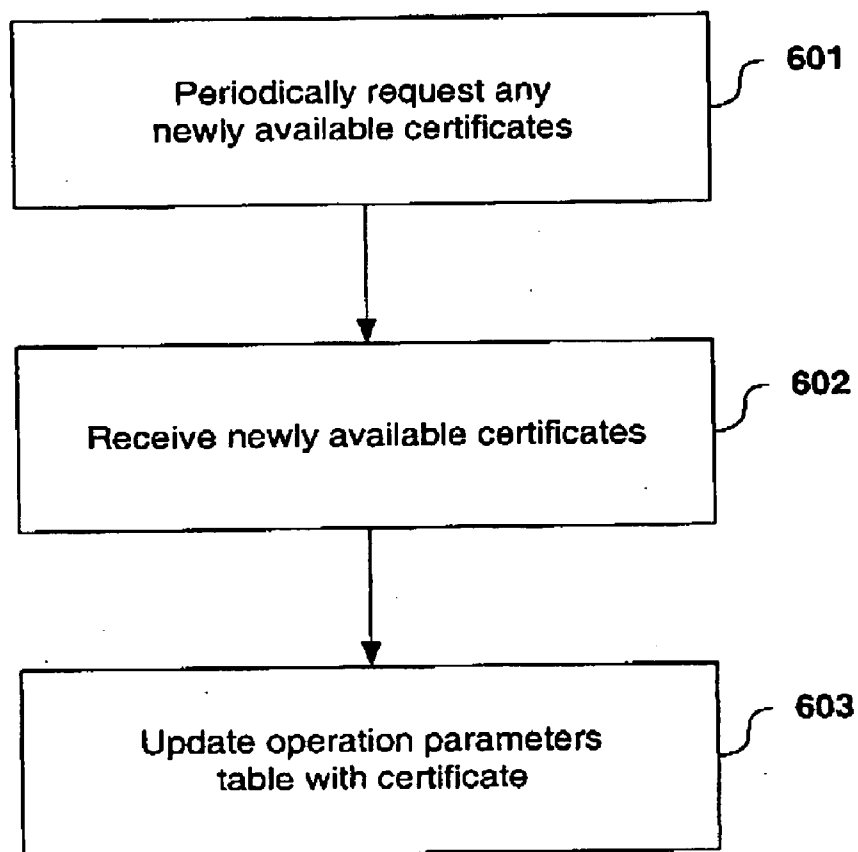 601
Periodically request any
newly available certificates
602
Receive newly available certificates
603
Update operation parameters
table with certificate